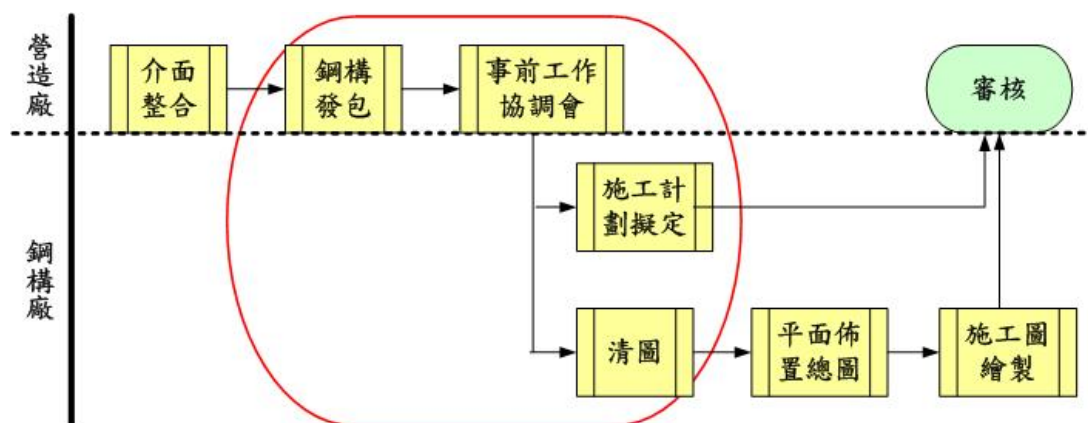 營造廠
介面
整合
鋼構
發包
事前工作
協調會
審核
鋼構廠
施工計
劃擬定
清圖
平面佈
置總圖
施工圖
繪製